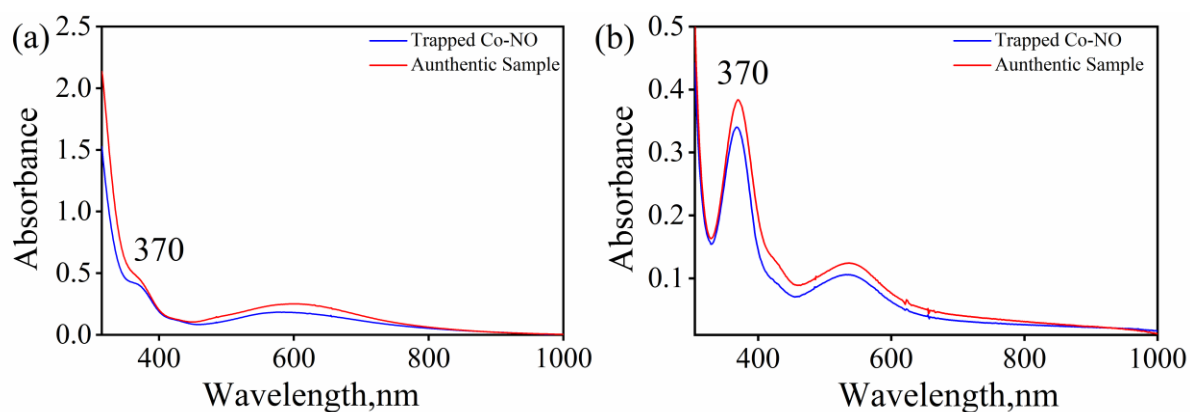 (a)
Trapped Co-NO
Aunthentic Sample
370
2.5
2.0
1.5
1.0
0.5
0.0
Absorbance
400 600 800 1000
Wavelength,nm
(b)
Trapped Co-NO
Aunthentic Sample
370
0.5
0.4
0.3
0.2
0.1
Absorbance
400 600 800 1000
Wavelength,nm